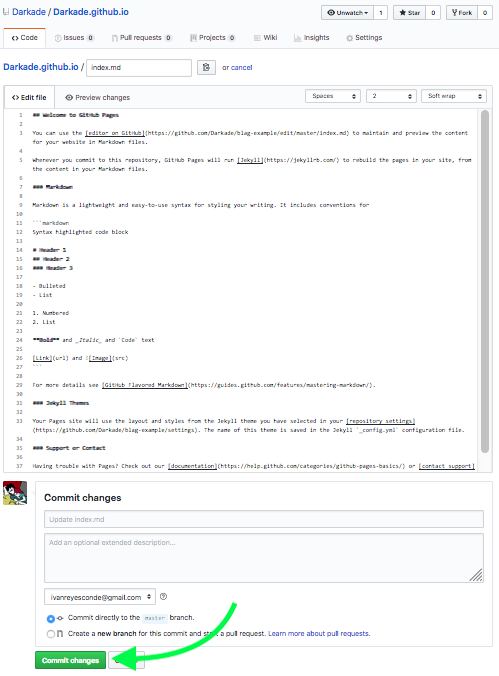 Darkade / Darkade.github.io
Unwatch 1 Star 0 Fork 0
Code Issues 0 Pull requests 0 Projects 0 Wiki Insights Settings
Darkade.github.io / index.md or cancel
Edit file Preview changes Spaces 2 Soft wrap
1 ## Welcome to GitHub Pages
2
3 You can use the [editor on GitHub](https://github.com/Darkade/blag-example/edit/master/index.md) to maintain and preview the content
for your website in Markdown files.
4
5 Whenever you commit to this repository, GitHub Pages will run [Jekyll](https://jekyllrb.com/) to rebuild the pages in your site, from
the content in your Markdown files.
6
7 ### Markdown
8
9 Markdown is a lightweight and easy-to-use syntax for styling your writing. It includes conventions for
10
11 ```markdown
12 Syntax highlighted code block
13
14 # Header 1
15 ## Header 2
16 ### Header 3
17
18 - Bulleted
19 - List
20
21 1. Numbered
22 2. List
23
24 **Bold** and _Italic_ and `Code` text
25
26 [Link](url) and ![Image](src)
27 ```
28
29 For more details see [GitHub Flavored Markdown](https://guides.github.com/features/mastering-markdown/).
30
31 ### Jekyll Themes
32
33 Your Pages site will use the layout and styles from the Jekyll theme you have selected in your [repository settings]
(https://github.com/Darkade/blag-example/settings). The name of this theme is saved in the Jekyll `_config.yml` configuration file.
34
35 ### Support or Contact
36
37 Having trouble with Pages? Check out our [documentation](https://help.github.com/categories/github-pages-basics/) or [contact support]
Commit changes
Update index.md
Add an optional extended description...
ivanreyesconde@gmail.com
Commit directly to the master branch.
Create a new branch for this commit and start a pull request. Learn more about pull requests.
Commit changes